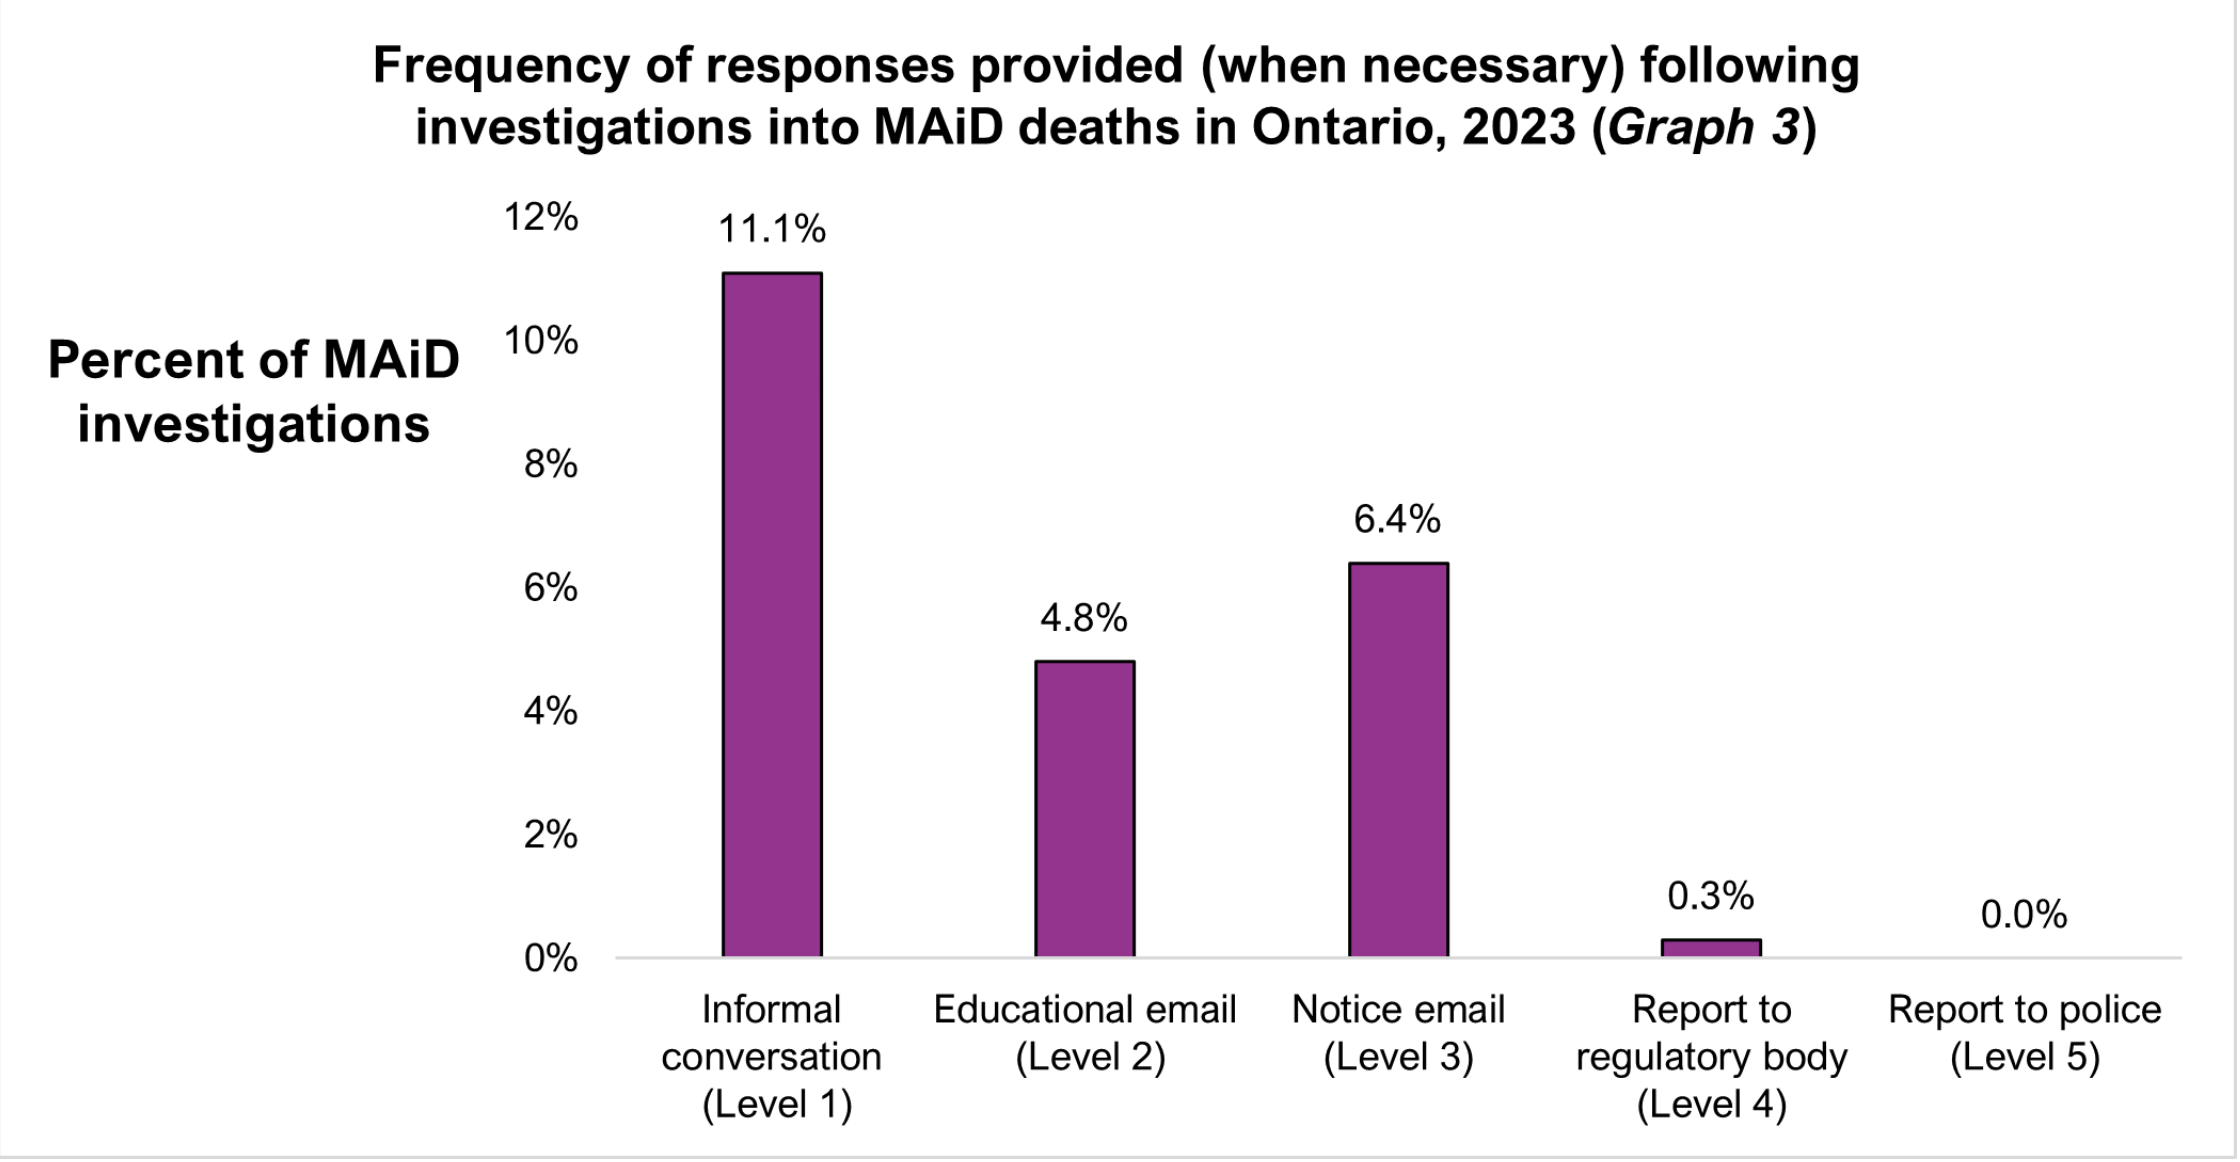 Frequency of responses provided (when necessary) following
investigations into MAiD deaths in Ontario, 2023 (Graph 3)
Percent of MAiD
investigations
12%
10%
8%
6%
4%
2%
0%
11.1%
4.8%
6.4%
0.3%
0.0%
Informal
conversation
(Level 1)
Educational email
(Level 2)
Notice email
(Level 3)
Report to
regulatory body
(Level 4)
Report to police
(Level 5)